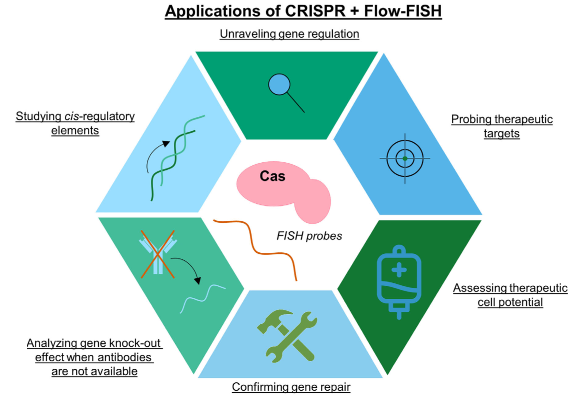 Applications of CRISPR + Flow-FISH
Unraveling gene regulation
Studying cis-regulatory
elements
Probing therapeutic
targets
Cas
FISH probes
Assessing therapeutic
cell potential
Analyzing gene knock-out
effect when antibodies
are not available
Confirming gene repair